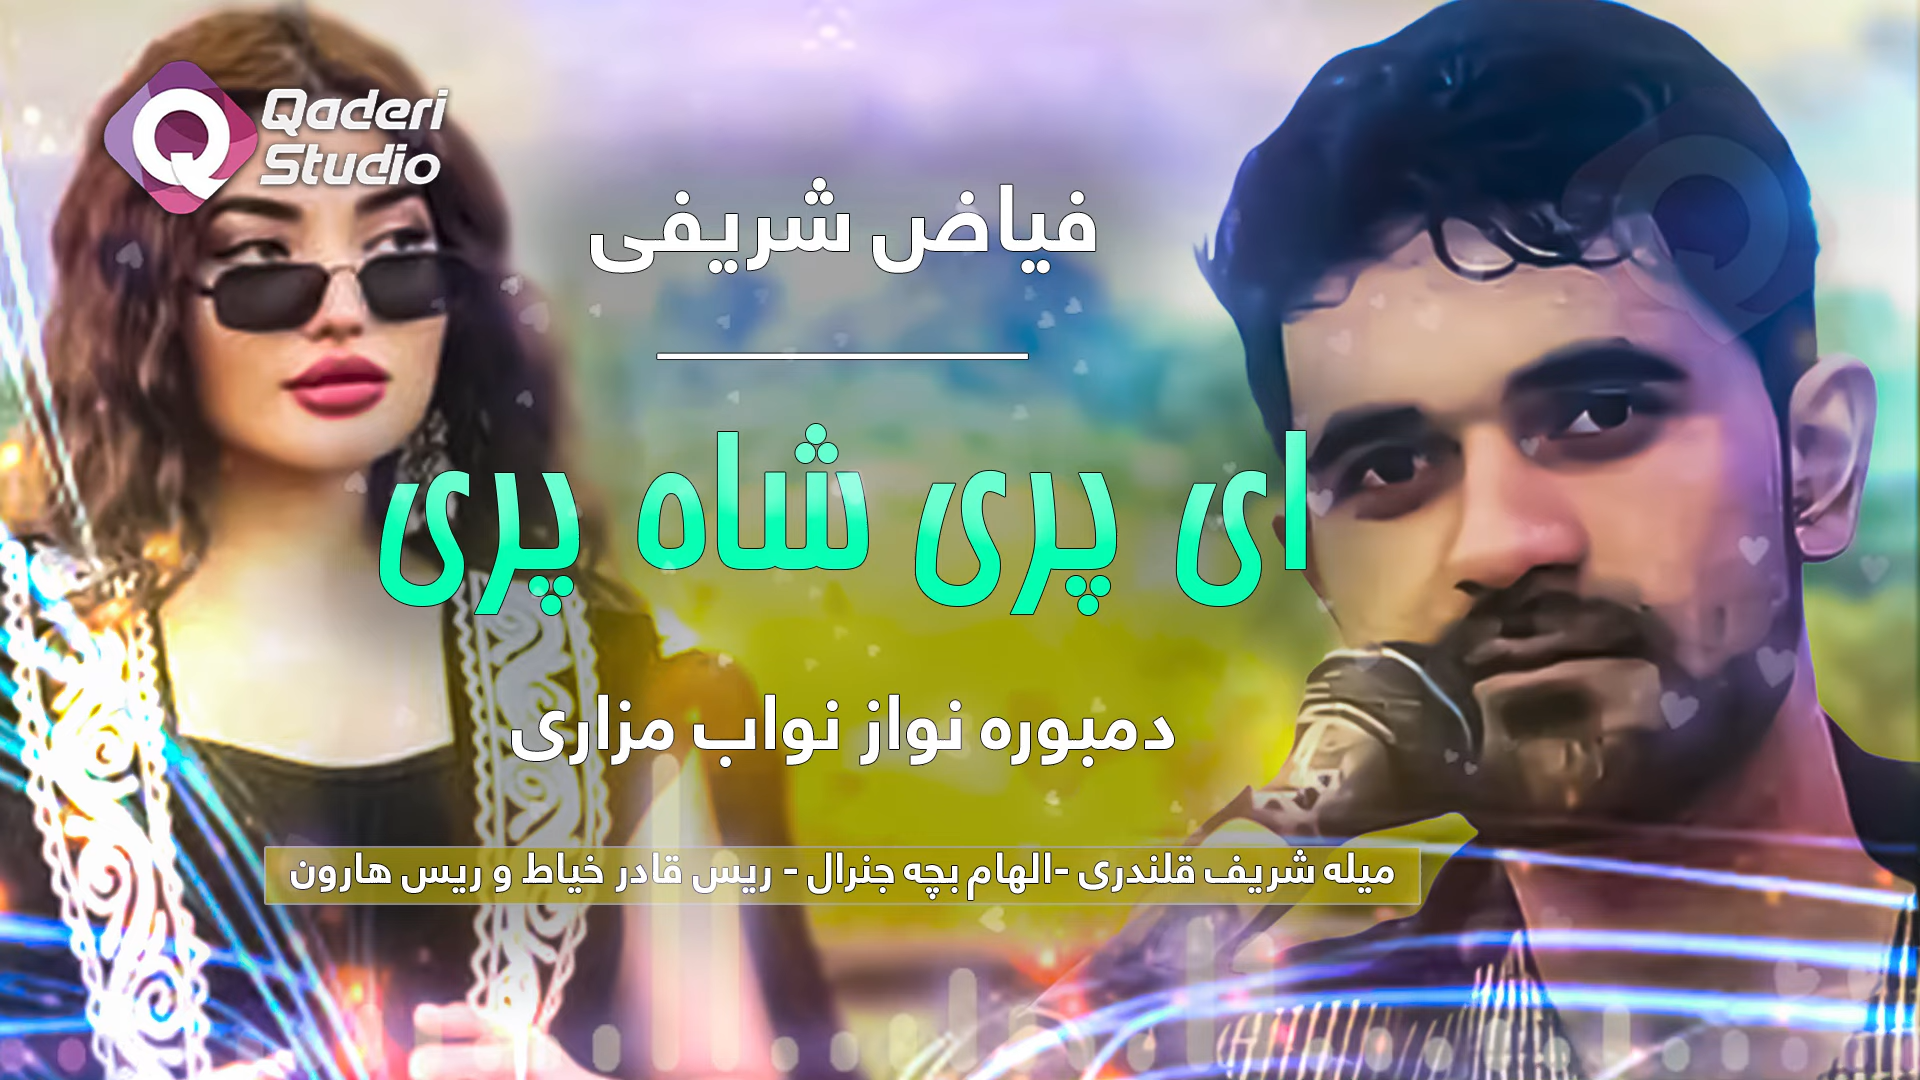 Qaderi
Studio
فیاض شریفی
ای پری شاه پری
دمبوره نواز نواب مزاری
میله شریف قلندری -الهام بچه جنرال - ریس قادر خیاط و ریس هارون